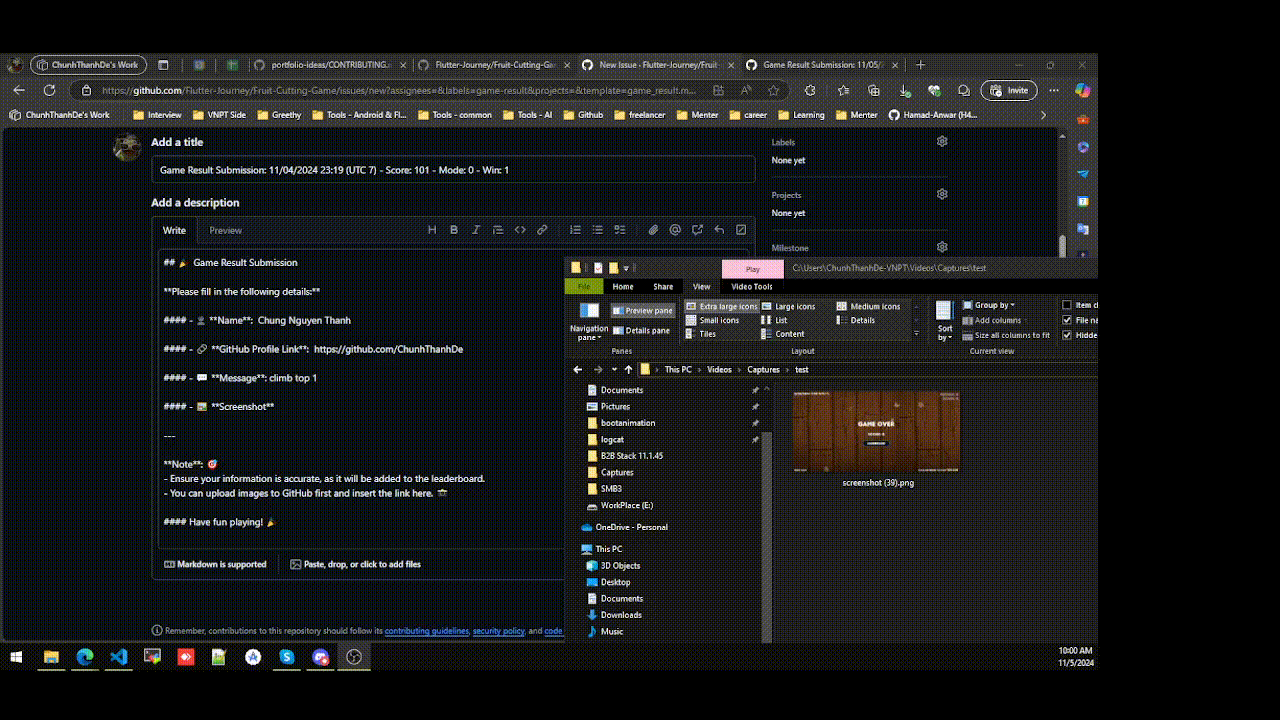 ChunhThanhDe's Work
portfolio-ideas/CONTRIBUTING.
Flutter-Journey/Fruit-Cutting-Ga
New Issue · Flutter-Journey/Fruit-
Game Result Submission: 11/05/
https://github.com/Flutter-Journey/Fruit-Cutting-Game/issues/new?assignees=&labels=game-result&projects=&template=game_result.m...
Invite
ChunhThanhDe's Work
Interview
VNPT Side
Greethy
Tools - Android & Fl...
Tools - common
Tools - AI
Github
freelancer
Menter
career
Learning
Menter
Hamad-Anwar (H4...
Add a title
Game Result Submission: 11/04/2024 23:19 (UTC 7) - Score: 101 - Mode: 0 - Win: 1
Labels
None yet
Projects
None yet
Milestone
Add a description
Write
Preview
## 🎉 Game Result Submission
**Please fill in the following details:**
#### - 👤 **Name**: Chung Nguyen Thanh
#### - 🔗 **GitHub Profile Link**: https://github.com/ChunhThanhDe
#### - 💬 **Message**: climb top 1
#### - 🖼️ **Screenshot**
---
**Note**: 🎯
- Ensure your information is accurate, as it will be added to the leaderboard.
- You can upload images to GitHub first and insert the link here.
#### Have fun playing! 🎉
Markdown is supported
Paste, drop, or click to add files
Remember, contributions to this repository should follow its contributing guidelines, security policy, and code
Play
C:\Users\ChunhThanhDe-VNPT\Videos\Captures\test
File
Home
Share
View
Video Tools
Navigation pane
Preview pane
Details pane
Panes
Extra large icons
Large icons
Medium icons
Small icons
List
Details
Tiles
Content
Layout
Sort by
Group by
Add columns
Size all columns to fit
Current view
Item c
File na
Hidde
This PC
Videos
Captures
test
Documents
Pictures
bootanimation
logcat
B2B Stack 11.1.45
Captures
SMB3
WorkPlace (E:)
OneDrive - Personal
This PC
3D Objects
Desktop
Documents
Downloads
Music
GAME OVER
screenshot (39).png
10:00 AM
11/5/2024